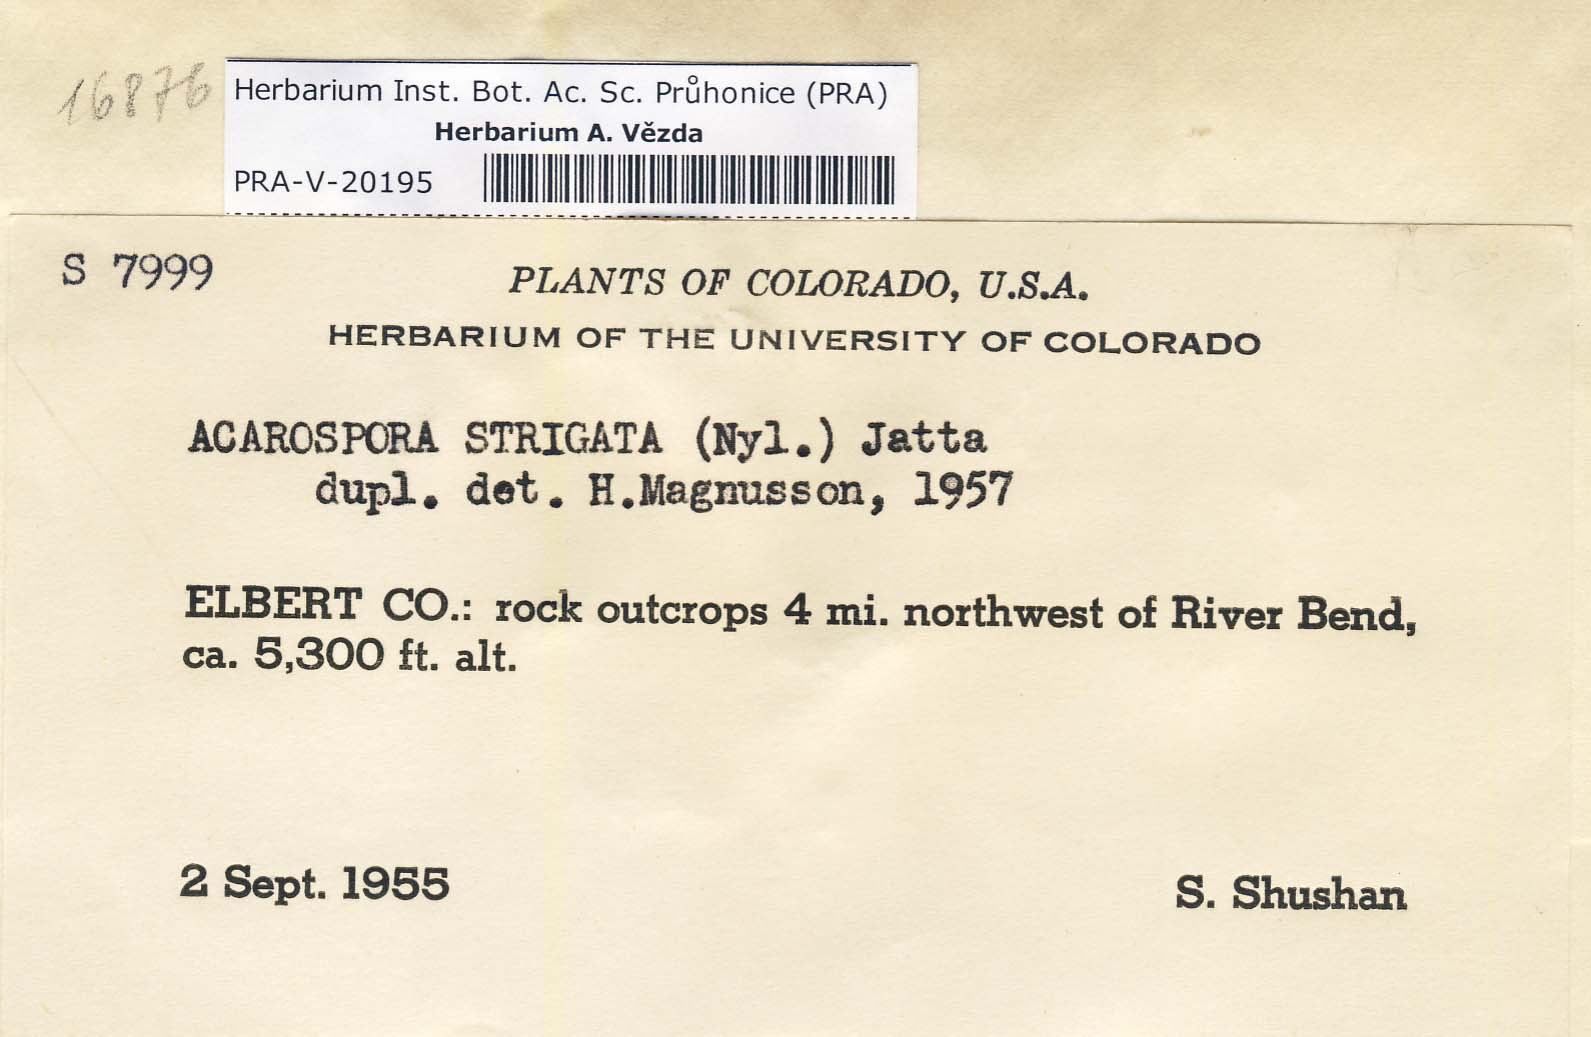 16876
Herbarium Inst. Bot. Ac. Sc. Průhonice (PRA)
Herbarium A. Vězda
PRA-V-20195
S 7999
PLANTS OF COLORADO, U.S.A.
HERBARIUM OF THE UNIVERSITY OF COLORADO
ACAROSPORA STRIGATA (Nyl.) Jatta
dupl. det. H.Magnusson, 1957
ELBERT CO.: rock outcrops 4 mi. northwest of River Bend,
ca. 5,300 ft. alt.
2 Sept. 1955
S. Shushan